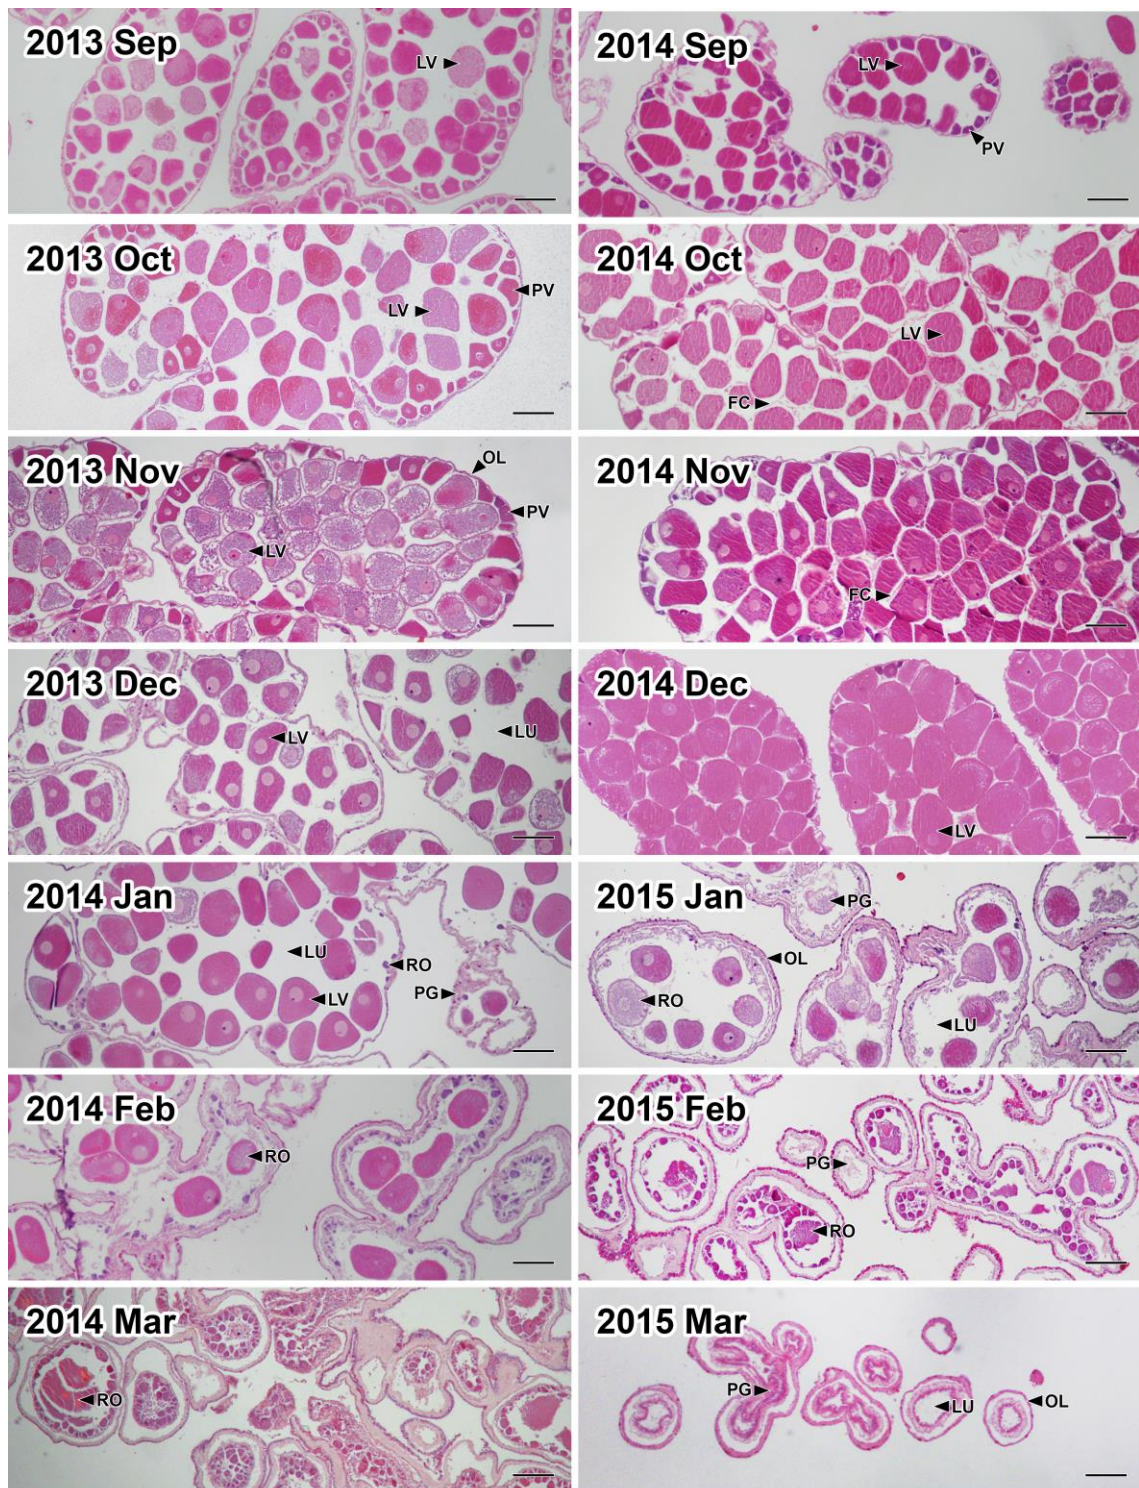 2013 Sep
LV
2014 Sep
LV
PV
2013 Oct
PV
LV
2014 Oct
LV
FC
2013 Nov
OL
PV
LV
2014 Nov
FC
2013 Dec
LV
LU
2014 Dec
LV
2014 Jan
LU
RO
LV
PG
2015 Jan
PG
OL
RO
LU
2014 Feb
RO
2015 Feb
PG
RO
2014 Mar
RO
2015 Mar
PG
LU
OL